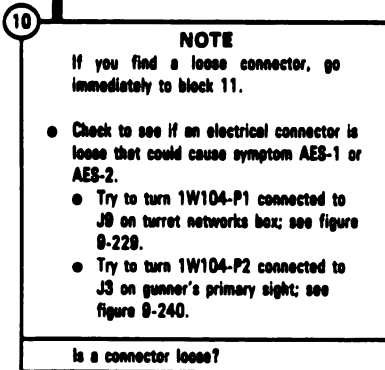 10
NOTE
If you find a loose connector, go
immediately to block 11.
● Check to see if an electrical connector is
loose that could cause symptom AES-1 or
AES-2.
● Try to turn 1W104-P1 connected to
J9 on turret networks box; see figure
9-229.
● Try to turn 1W104-P2 connected to
J3 on gunner's primary sight; see
figure 9-240.
Is a connector loose?